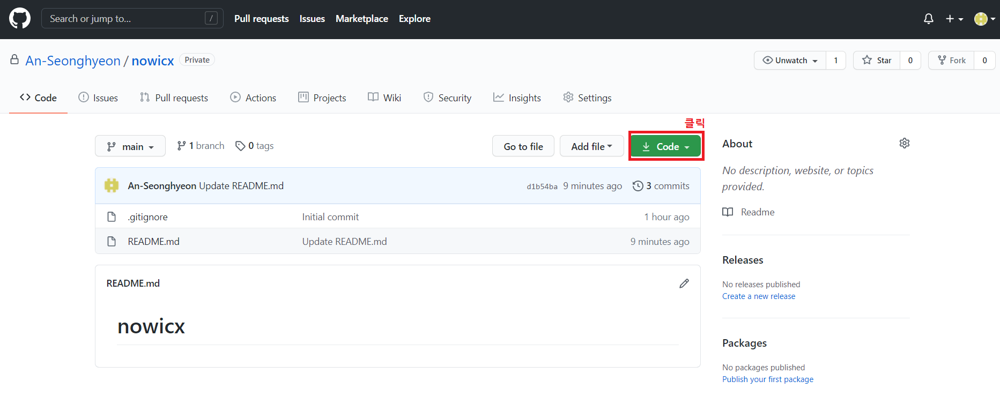 Search or jump to... /
Pull requests Issues Marketplace Explore
An-Seonghyeon / nowicx Private
Unwatch 1 Star 0 Fork 0
Code Issues Pull requests Actions Projects Wiki Security Insights Settings
클릭
main 1 branch 0 tags Go to file Add file Code
An-Seonghyeon Update README.md d1b54ba 9 minutes ago 3 commits
.gitignore Initial commit 1 hour ago
README.md Update README.md 9 minutes ago
README.md
nowicx
About
No description, website, or topics
provided.
Readme
Releases
No releases published
Create a new release
Packages
No packages published
Publish your first package